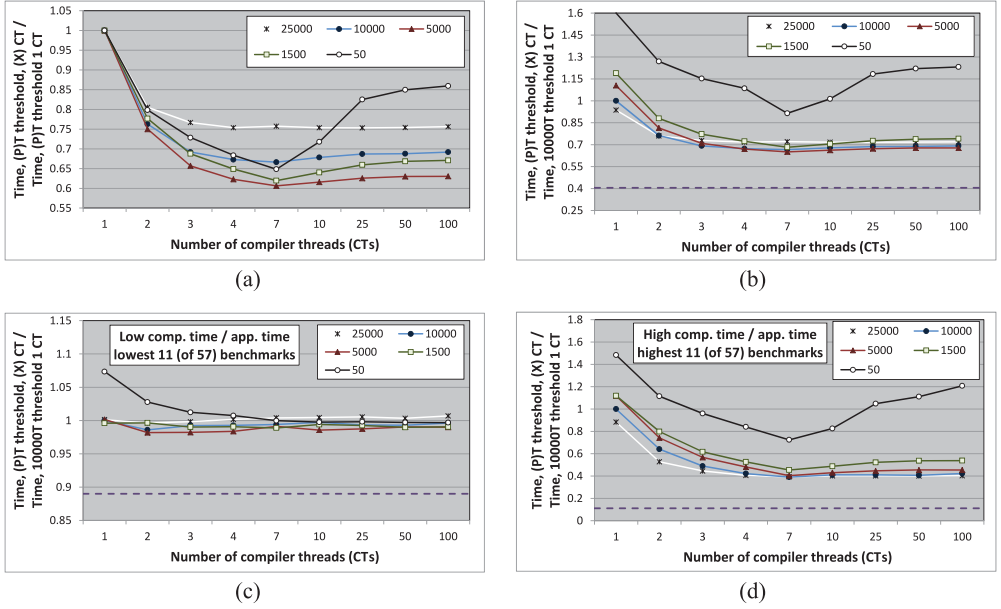 Time, (P)T threshold, (X) CT /
Time, (P)T threshold 1 CT
1.05
1
0.95
0.9
0.85
0.8
0.75
0.7
0.65
0.6
0.55
25000 10000 5000
1500 50
1 2 3 4 7 10 25 50 100
Number of compiler threads (CTs)
(a)
Time, (P)T threshold, (X) CT /
Time, 10000T threshold 1 CT
1.6
1.45
1.3
1.15
1
0.85
0.7
0.55
0.4
0.25
25000 10000 5000
1500 50
1 2 3 4 7 10 25 50 100
Number of compiler threads (CTs)
(b)
Time, (P)T threshold, (X) CT /
Time, 10000T threshold 1 CT
1.15
1.1
1.05
1
0.95
0.9
0.85
Low comp. time / app. time
lowest 11 (of 57) benchmarks
25000 10000
5000 1500
50
1 2 3 4 7 10 25 50 100
Number of compiler threads (CTs)
(c)
Time, (P)T threshold, (X) CT /
Time, 10000T threshold 1 CT
1.8
1.6
1.4
1.2
1
0.8
0.6
0.4
0.2
0
High comp. time / app. time
highest 11 (of 57) benchmarks
25000 10000
5000 1500
50
1 2 3 4 7 10 25 50 100
Number of compiler threads (CTs)
(d)